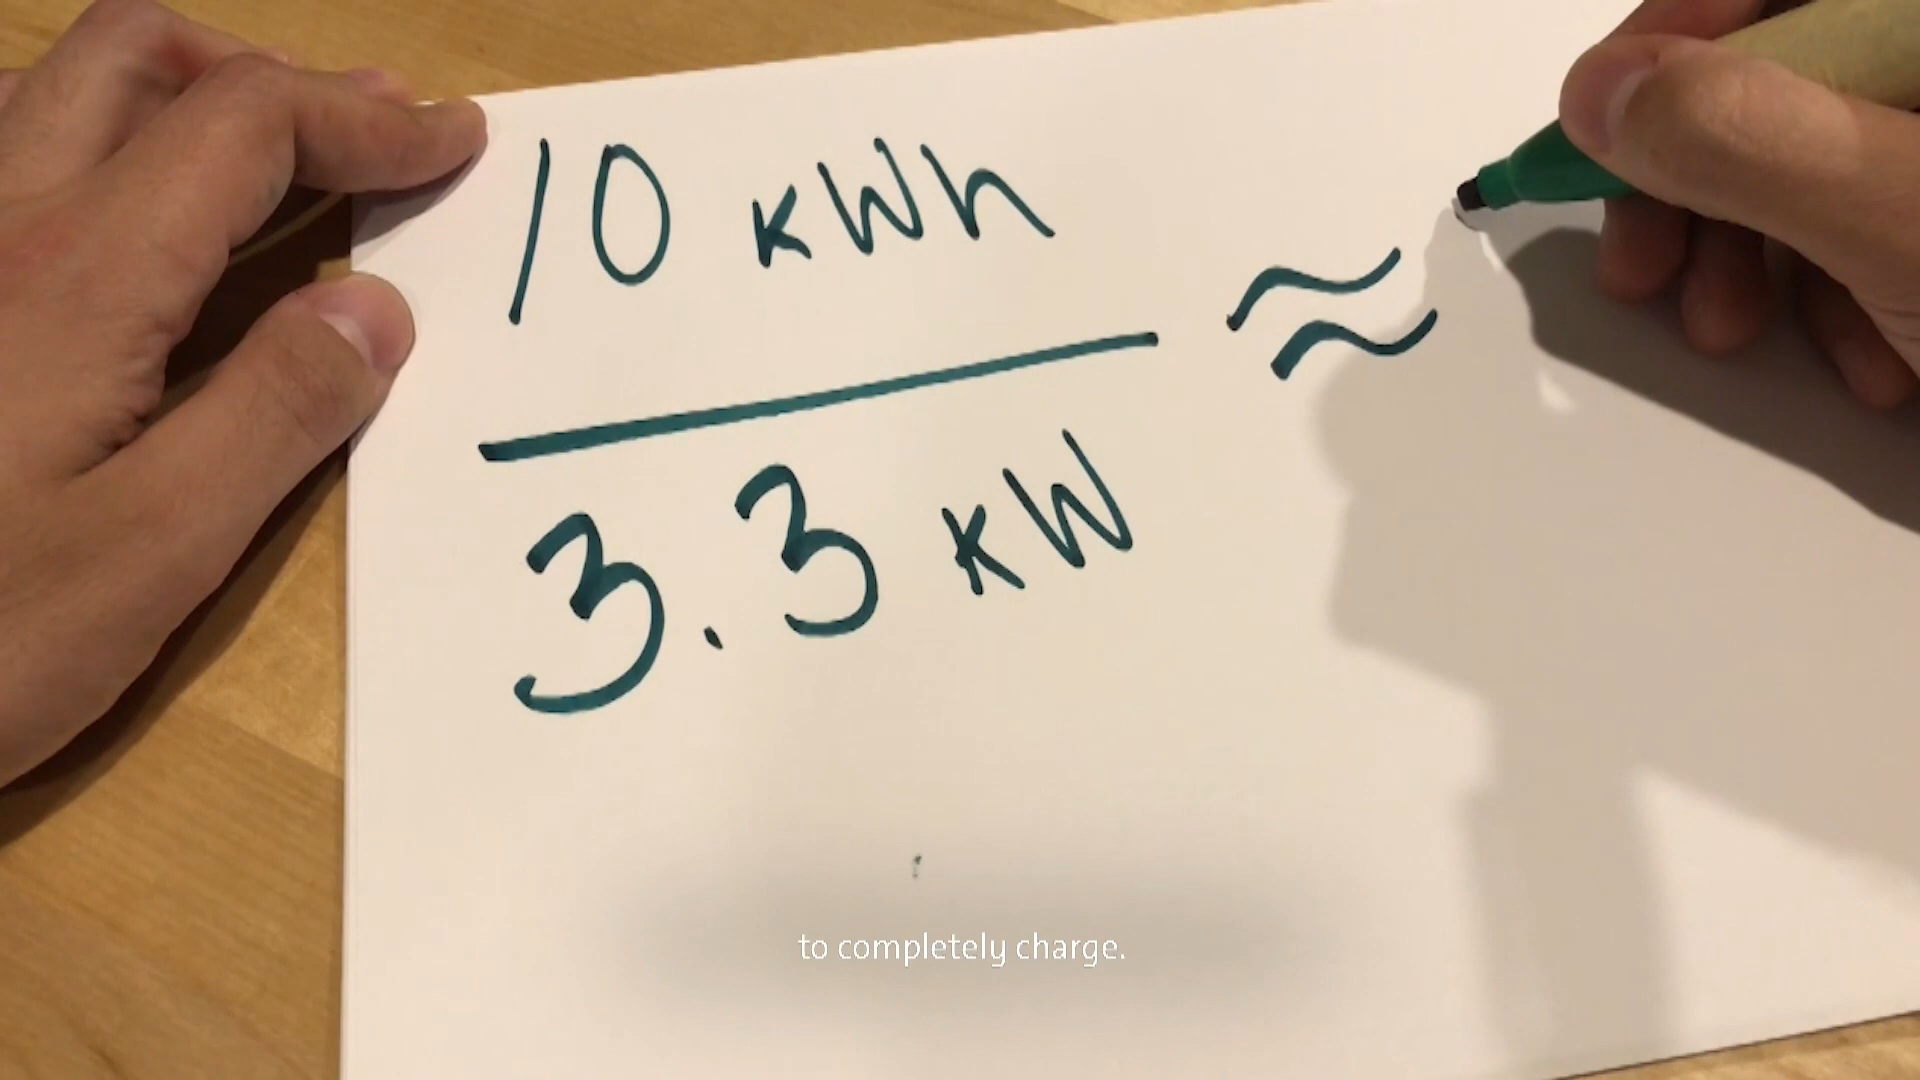 10 kWh
3.3 kW
≈
to completely charge.